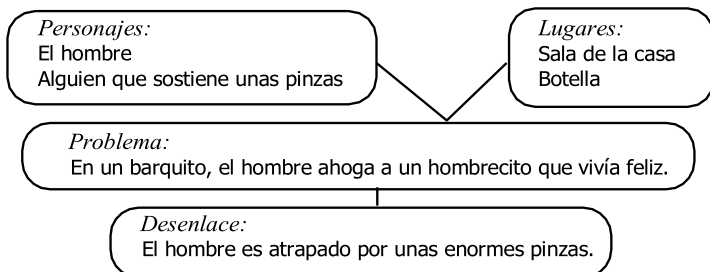 Personajes:
El hombre
Alguien que sostiene unas pinzas
Lugares:
Sala de la casa
Botella
Problema:
En un barquito, el hombre ahoga a un hombrecito que vivía feliz.
Desenlace:
El hombre es atrapado por unas enormes pinzas.